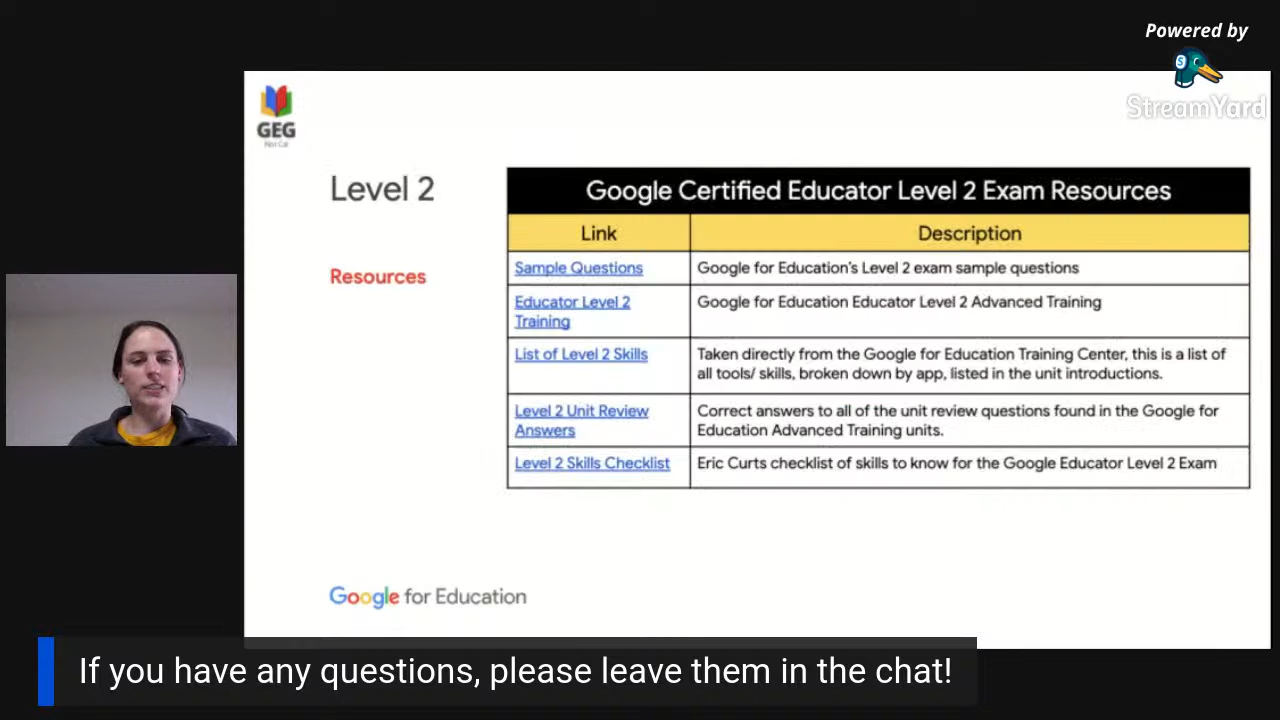 Powered by
StreamYard
GEG
Nor Cal
Level 2
Resources
Google Certified Educator Level 2 Exam Resources
Link
Description
Sample Questions
Google for Education's Level 2 exam sample questions
Educator Level 2
Training
Google for Education Educator Level 2 Advanced Training
List of Level 2 Skills
Taken directly from the Google for Education Training Center, this is a list of
all tools/ skills, broken down by app, listed in the unit introductions.
Level 2 Unit Review
Answers
Correct answers to all of the unit review questions found in the Google for
Education Advanced Training units.
Level 2 Skills Checklist
Eric Curts checklist of skills to know for the Google Educator Level 2 Exam
Google for Education
If you have any questions, please leave them in the chat!